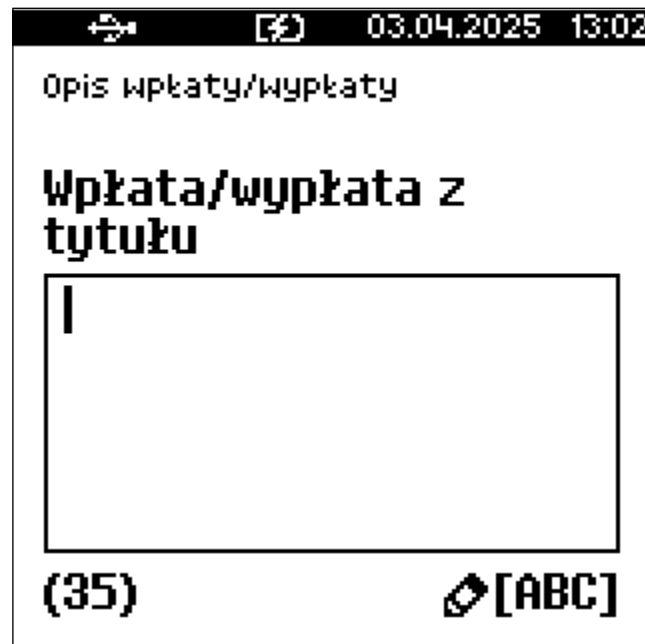 03.04.2025 13:02
Opis wpłaty/wypłaty
Wpłata/wypłata z
tytułu
(35) [ABC]